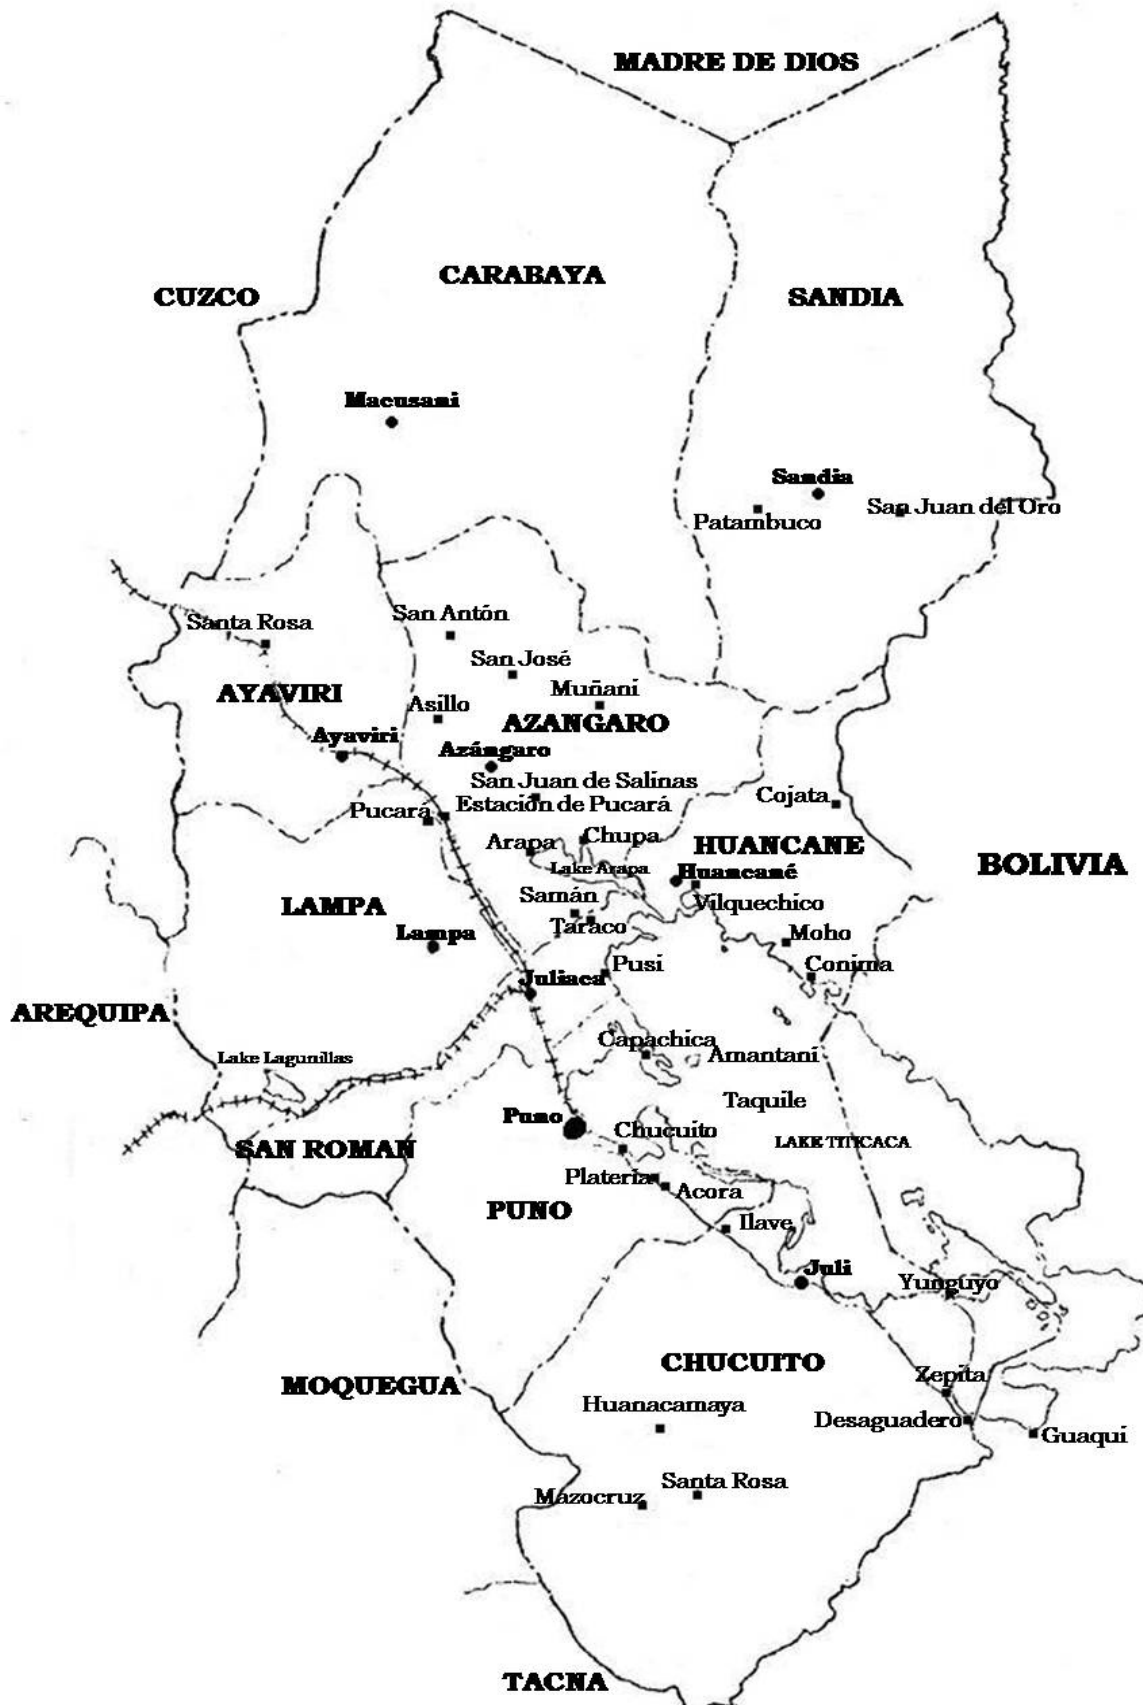 MADRE DE DIOS
CARABAYA
CUZCO
SANDIA
Macusani
Sandia
San Juan del Oro
Patambuco
San Antón
Santa Rosa
San José
Muñani
AYAVIRI
Asillo
AZANGARO
Ayaviri
Azángaro
San Juan de Salinas
Cojata
Estación de Pucará
Pucará
Chupa
Arapa
HUANCANE
BOLIVIA
Lake Arapa
Huancané
Samán
Vilquechico
LAMPA
Taraco
Lampa
Moho
Pusi
Conima
Juliaca
AREQUIPA
Capachica
Lake Lagunillas
Amantaní
Taquile
Puno
Chucuito
LAKE TITICACA
SAN ROMAN
Platería
Acora
PUNO
Ilave
Juli
Yunguyo
CHUCUITO
Zepita
MOQUEGUA
Huanacamaya
Desaguadero
Guaqui
Santa Rosa
Mazocruz
TACNA